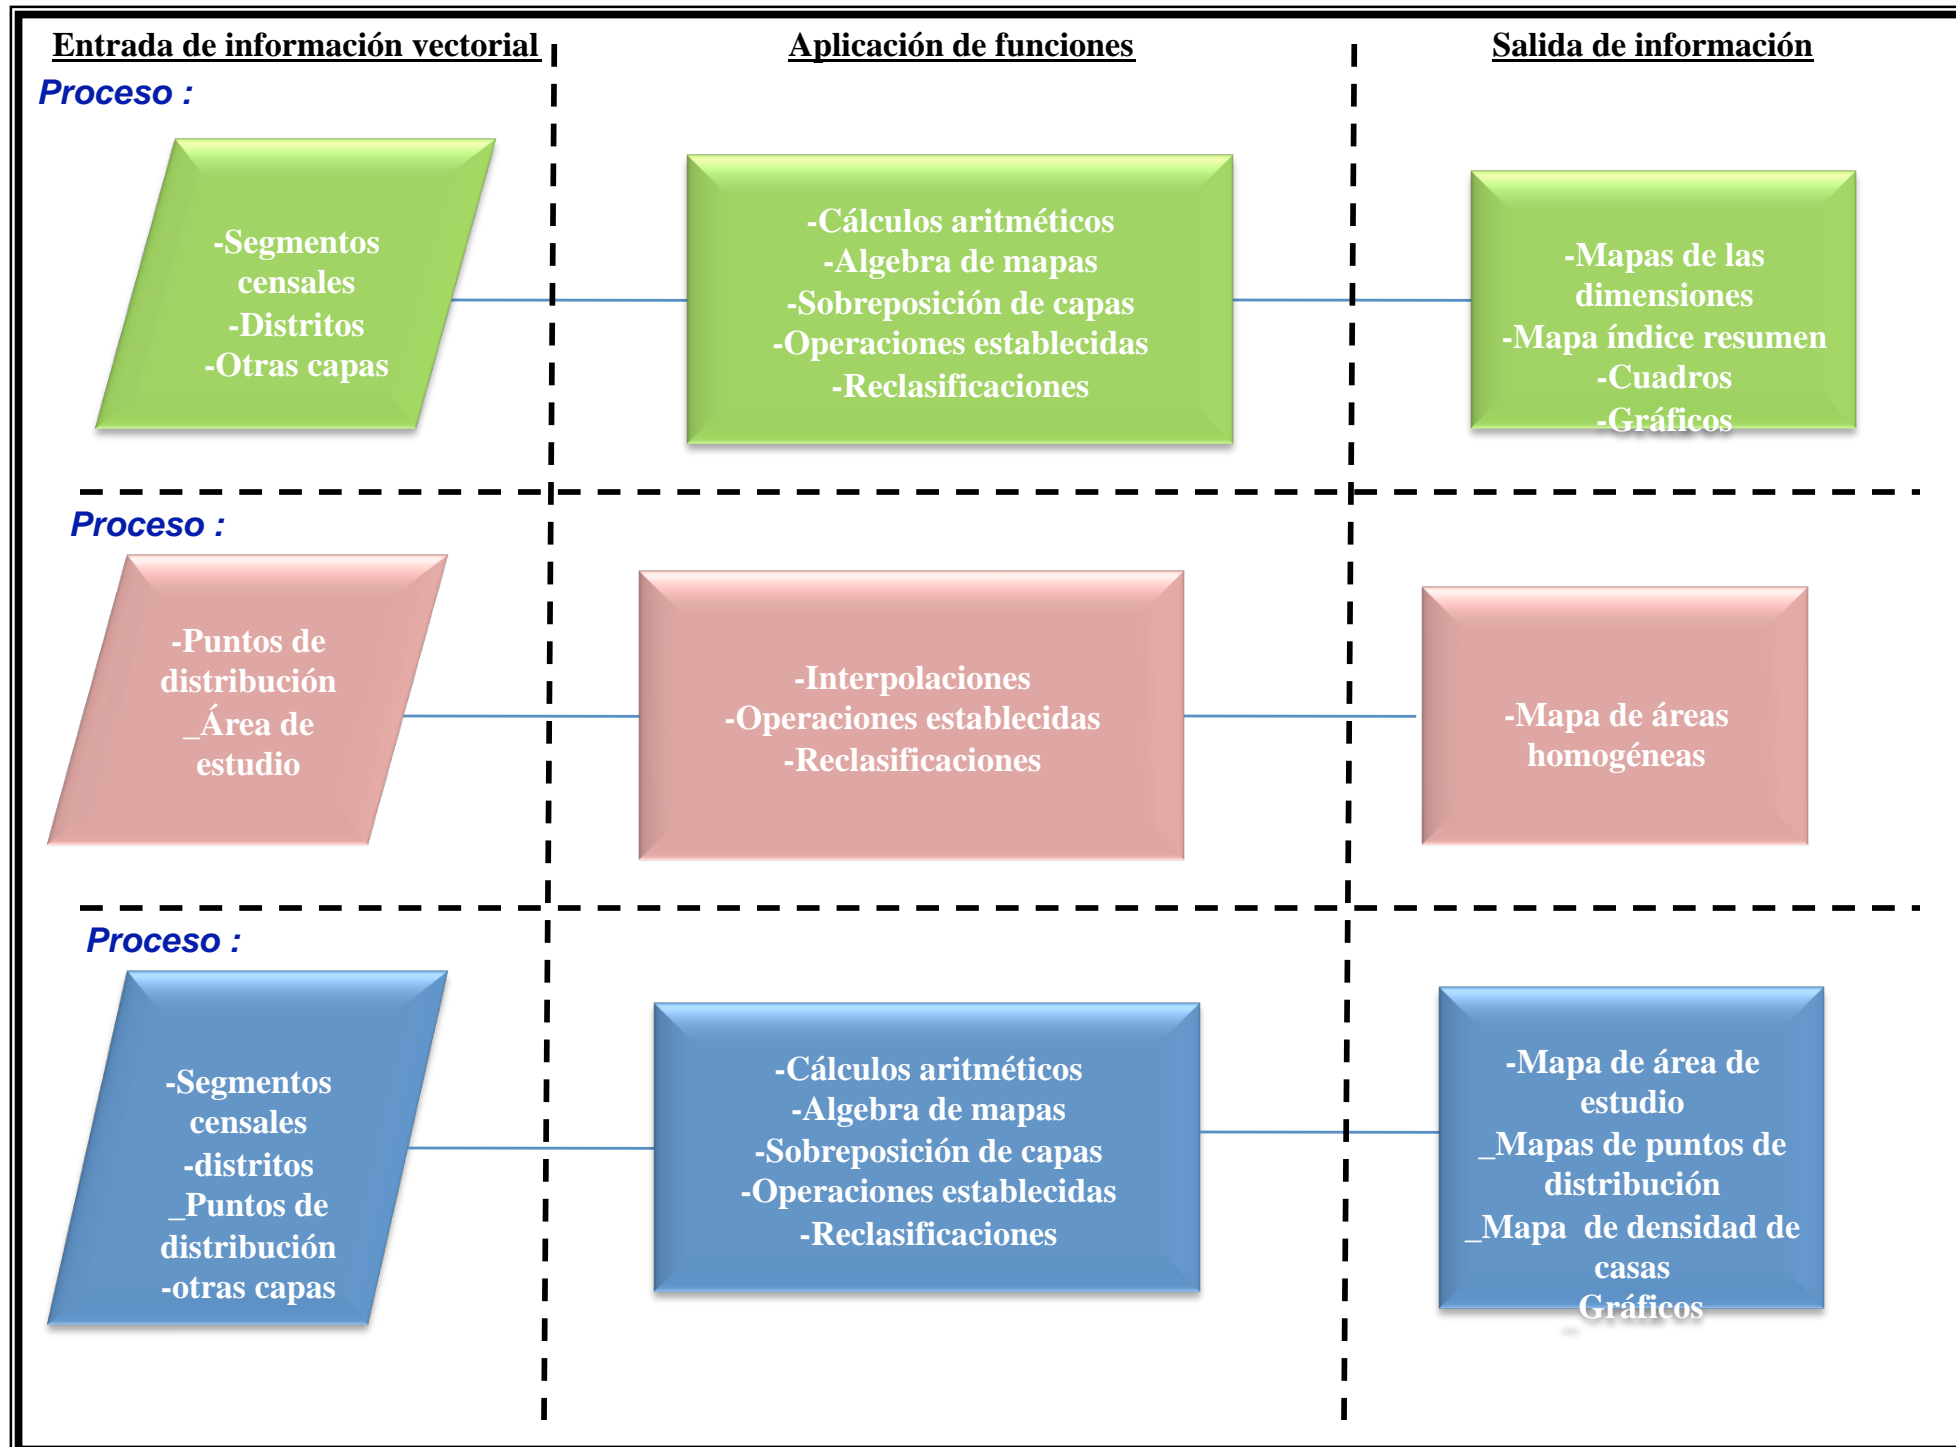 Entrada de información vectorial
Aplicación de funciones
Salida de información
Proceso :
-Segmentos
censales
-Distritos
-Otras capas
-Cálculos aritméticos
-Algebra de mapas
-Sobreposición de capas
-Operaciones establecidas
-Reclasificaciones
-Mapas de las
dimensiones
-Mapa índice resumen
-Cuadros
-Gráficos
Proceso :
-Puntos de
distribución
_Área de
estudio
-Interpolaciones
-Operaciones establecidas
-Reclasificaciones
-Mapa de áreas
homogéneas
Proceso :
-Segmentos
censales
-distritos
_Puntos de
distribución
-otras capas
-Cálculos aritméticos
-Algebra de mapas
-Sobreposición de capas
-Operaciones establecidas
-Reclasificaciones
-Mapa de área de
estudio
_Mapas de puntos de
distribución
_Mapa  de densidad de
casas
_Gráficos